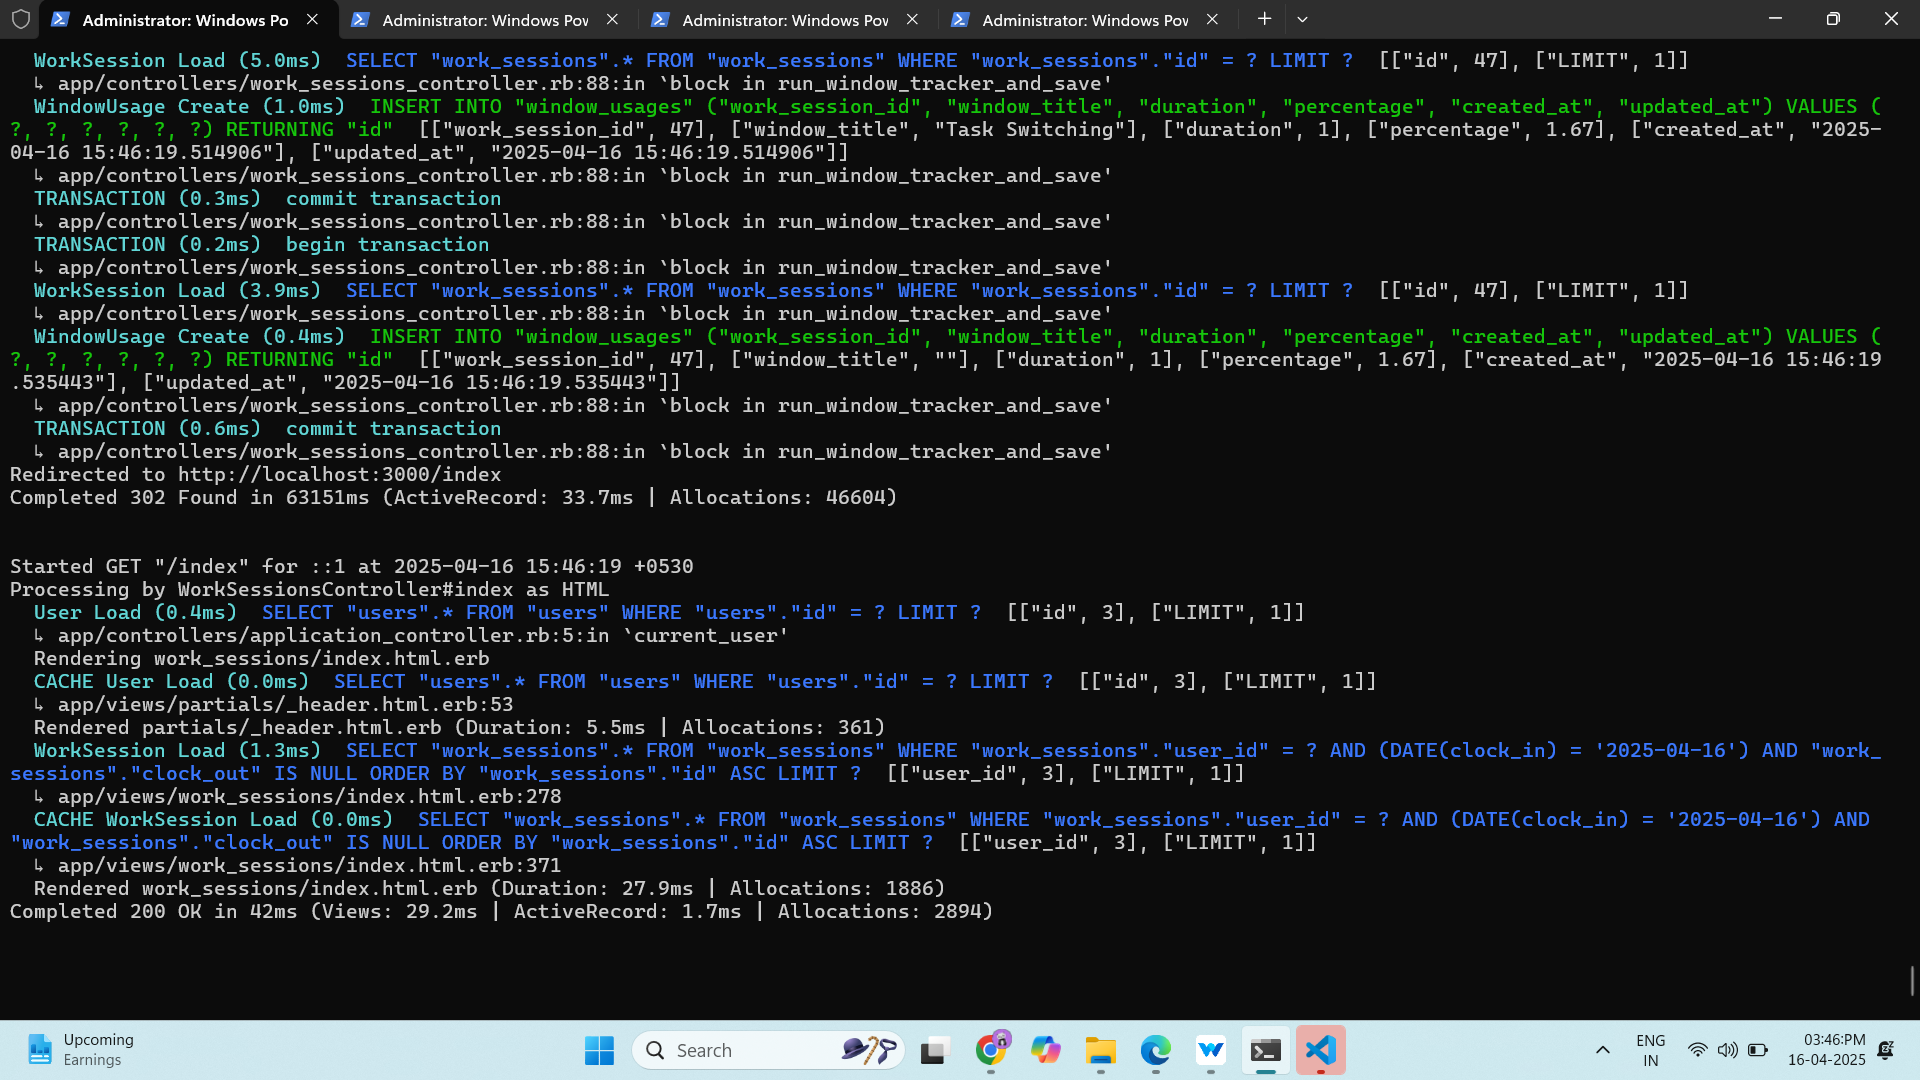 Administrator: Windows Po
Administrator: Windows Pov
Administrator: Windows Pov
Administrator: Windows Pov
WorkSession Load (5.0ms)  SELECT "work_sessions".* FROM "work_sessions" WHERE "work_sessions"."id" = ? LIMIT ?  [["id", 47], ["LIMIT", 1]]
↳ app/controllers/work_sessions_controller.rb:88:in `block in run_window_tracker_and_save'
WindowUsage Create (1.0ms)  INSERT INTO "window_usages" ("work_session_id", "window_title", "duration", "percentage", "created_at", "updated_at") VALUES (
?, ?, ?, ?, ?, ?) RETURNING "id"  [["work_session_id", 47], ["window_title", "Task Switching"], ["duration", 1], ["percentage", 1.67], ["created_at", "2025-
04-16 15:46:19.514906"], ["updated_at", "2025-04-16 15:46:19.514906"]]
↳ app/controllers/work_sessions_controller.rb:88:in `block in run_window_tracker_and_save'
TRANSACTION (0.3ms)  commit transaction
↳ app/controllers/work_sessions_controller.rb:88:in `block in run_window_tracker_and_save'
TRANSACTION (0.2ms)  begin transaction
↳ app/controllers/work_sessions_controller.rb:88:in `block in run_window_tracker_and_save'
WorkSession Load (3.9ms)  SELECT "work_sessions".* FROM "work_sessions" WHERE "work_sessions"."id" = ? LIMIT ?  [["id", 47], ["LIMIT", 1]]
↳ app/controllers/work_sessions_controller.rb:88:in `block in run_window_tracker_and_save'
WindowUsage Create (0.4ms)  INSERT INTO "window_usages" ("work_session_id", "window_title", "duration", "percentage", "created_at", "updated_at") VALUES (
?, ?, ?, ?, ?, ?) RETURNING "id"  [["work_session_id", 47], ["window_title", ""], ["duration", 1], ["percentage", 1.67], ["created_at", "2025-04-16 15:46:19
.535443"], ["updated_at", "2025-04-16 15:46:19.535443"]]
↳ app/controllers/work_sessions_controller.rb:88:in `block in run_window_tracker_and_save'
TRANSACTION (0.6ms)  commit transaction
↳ app/controllers/work_sessions_controller.rb:88:in `block in run_window_tracker_and_save'
Redirected to http://localhost:3000/index
Completed 302 Found in 63151ms (ActiveRecord: 33.7ms | Allocations: 46604)
Started GET "/index" for ::1 at 2025-04-16 15:46:19 +0530
Processing by WorkSessionsController#index as HTML
User Load (0.4ms)  SELECT "users".* FROM "users" WHERE "users"."id" = ? LIMIT ?  [["id", 3], ["LIMIT", 1]]
↳ app/controllers/application_controller.rb:5:in `current_user'
Rendering work_sessions/index.html.erb
CACHE User Load (0.0ms)  SELECT "users".* FROM "users" WHERE "users"."id" = ? LIMIT ?  [["id", 3], ["LIMIT", 1]]
↳ app/views/partials/_header.html.erb:53
Rendered partials/_header.html.erb (Duration: 5.5ms | Allocations: 361)
WorkSession Load (1.3ms)  SELECT "work_sessions".* FROM "work_sessions" WHERE "work_sessions"."user_id" = ? AND (DATE(clock_in) = '2025-04-16') AND "work_
sessions"."clock_out" IS NULL ORDER BY "work_sessions"."id" ASC LIMIT ?  [["user_id", 3], ["LIMIT", 1]]
↳ app/views/work_sessions/index.html.erb:278
CACHE WorkSession Load (0.0ms)  SELECT "work_sessions".* FROM "work_sessions" WHERE "work_sessions"."user_id" = ? AND (DATE(clock_in) = '2025-04-16') AND
"work_sessions"."clock_out" IS NULL ORDER BY "work_sessions"."id" ASC LIMIT ?  [["user_id", 3], ["LIMIT", 1]]
↳ app/views/work_sessions/index.html.erb:371
Rendered work_sessions/index.html.erb (Duration: 27.9ms | Allocations: 1886)
Completed 200 OK in 42ms (Views: 29.2ms | ActiveRecord: 1.7ms | Allocations: 2894)
Upcoming
Earnings
Search
ENG
IN
03:46:PM
16-04-2025